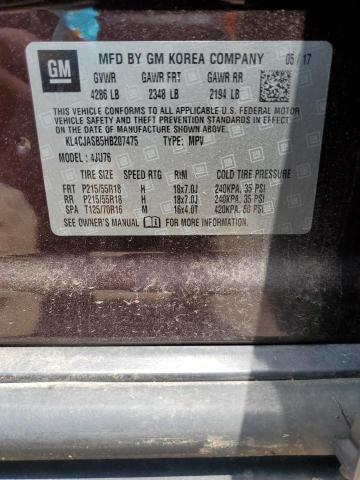 GM
MFD BY GM KOREA COMPANY 05/17
GVWR GAWR FRT GAWR RR
4286 LB 2348 LB 2194 LB
THIS VEHICLE CONFORMS TO ALL APPLICABLE U.S. FEDERAL MOTOR
VEHICLE SAFETY AND THEFT PREVENTION STANDARDS IN EFFECT
ON THE DATE OF MANUFACTURE SHOWN ABOVE.
KL4CJASB5HB207475 TYPE: MPV
MODEL: 4JU76
TIRE SIZE SPEED RTG RIM COLD TIRE PRESSURE
FRT P215/55R18 H 18x7.0J 240KPA, 35 PSI
RR P215/55R18 H 18x7.0J 240KPA, 35 PSI
SPA T125/70R16 M 16x4.0T 420KPA, 60 PSI
SEE OWNER'S MANUAL FOR MORE INFORMATION.